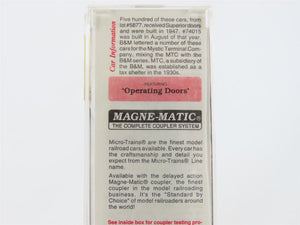 Car Information
Five hundred of these cars, from
lot #5877, received Superior doors
and were built in 1947. #74015
was built in August of that year.
B&M lettered a number of these
cars for the Mystic Terminal Com-
pany, mixing the MTC with the
B&M series. MTC, a subsidiary of
the B&M, was established as a
tax shelter in the 1930s.
FEATURING
"Operating Doors"
MAGNE-MATIC®
THE COMPLETE COUPLER SYSTEM
Micro-Trains® are the finest model
railroad cars available. Every car has
the craftsmanship and detail you
expect from the Micro-Trains® Line
name.
Available with the delayed action
Magne-Matic® coupler, the finest
coupler in the model railroading
business. It's the "Standard by
Choice" of model railroaders around
the world!
See inside box for coupler testing pro-